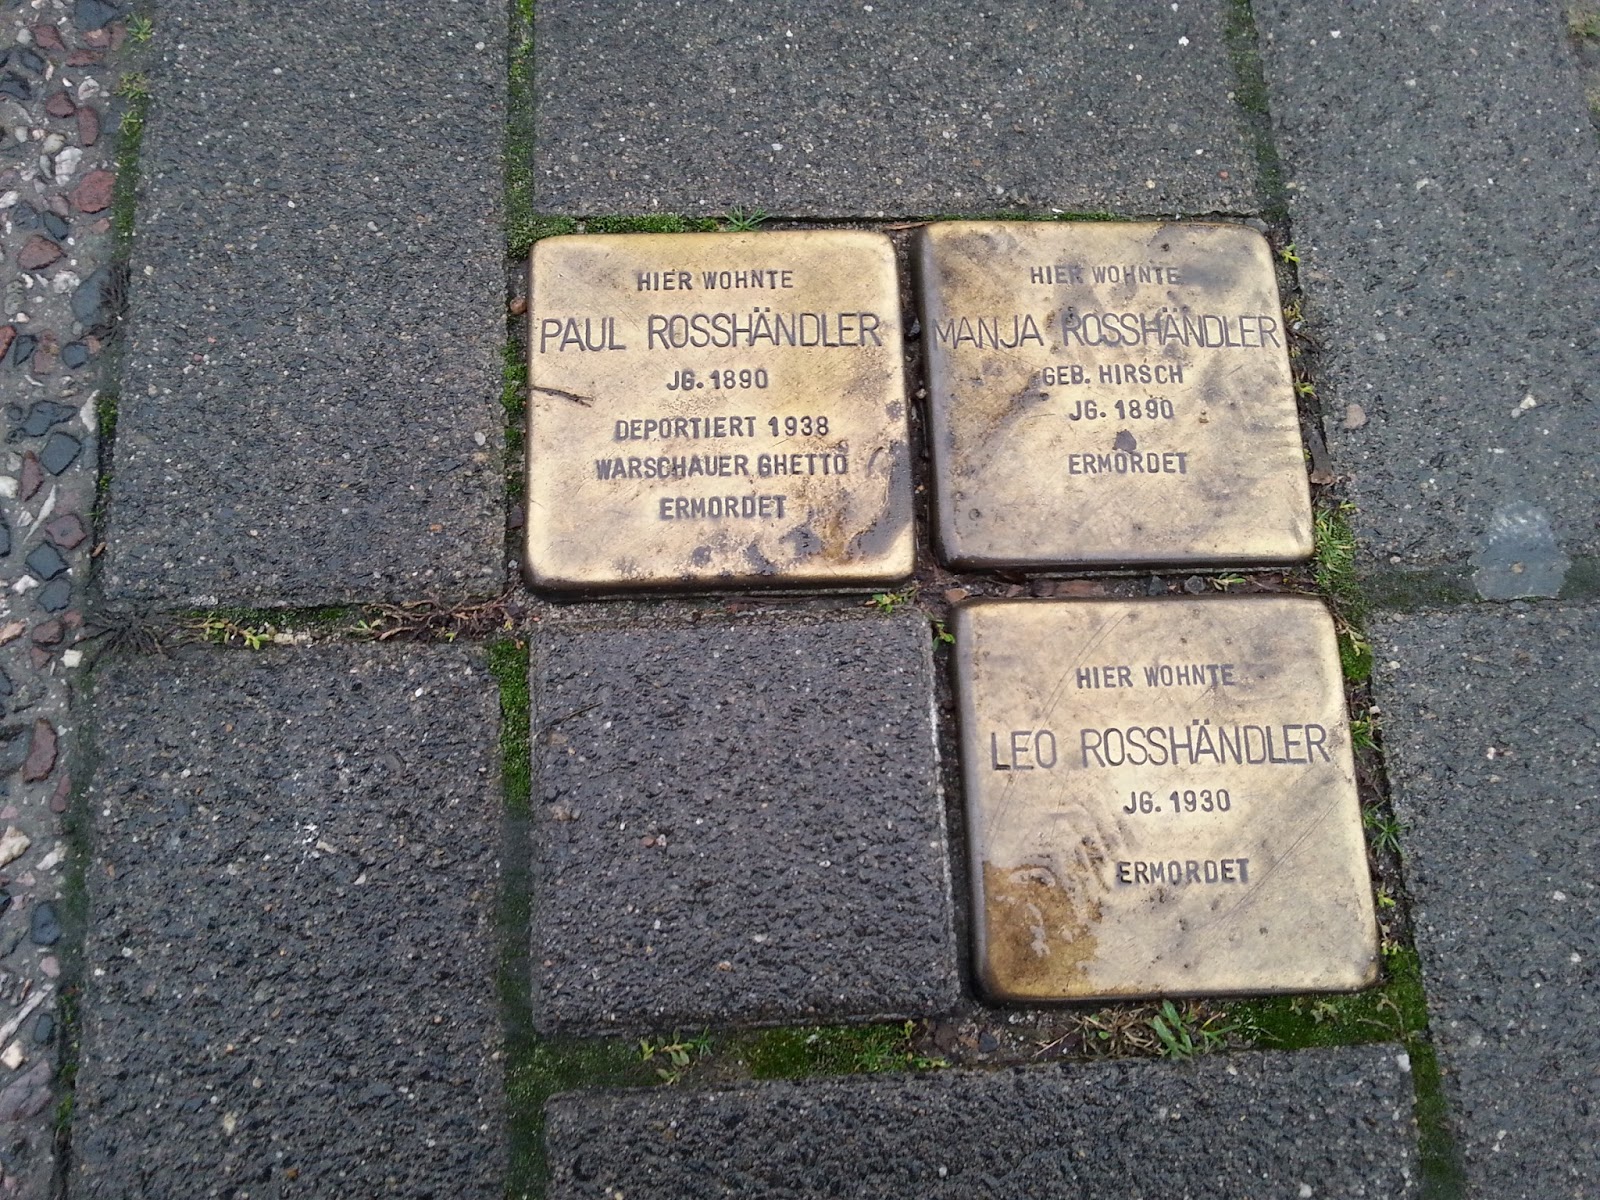 HIER WOHNTE
PAUL ROSSHÄNDLER
JG. 1890
DEPORTIERT 1938
WARSCHAUER GHETTO
ERMORDET
HIER WOHNTE
MANJA ROSSHÄNDLER
GEB. HIRSCH
JG. 1890
ERMORDET
HIER WOHNTE
LEO ROSSHÄNDLER
JG. 1930
ERMORDET